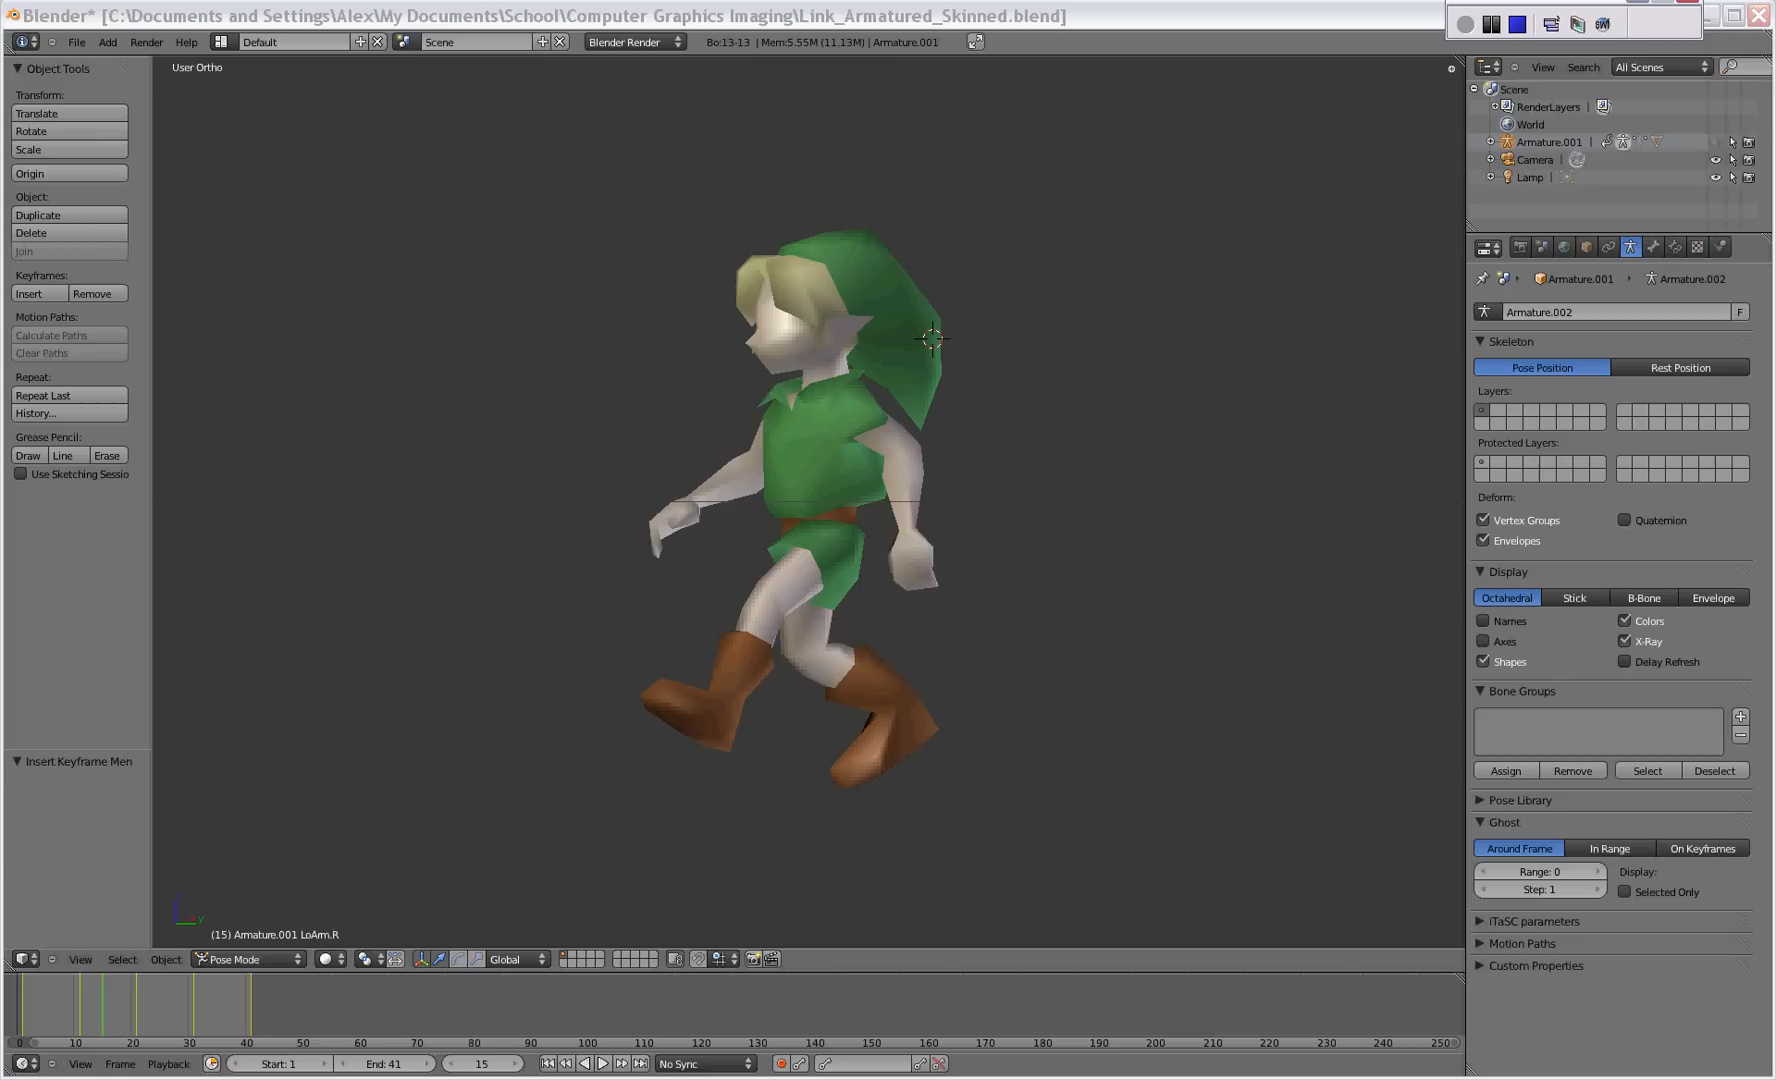 Blender* [C:\Documents and Settings\Alex\My Documents\School\Computer Graphics Imaging\Link_Armatured_Skinned.blend]
File Add Render Help Default Scene Blender Render Bo:13-13 | Mem:5.55M (11.13M) | Armature.001
Object Tools
Transform:
Translate
Rotate
Scale
Origin
Object:
Duplicate
Delete
Join
Keyframes:
Insert Remove
Motion Paths:
Calculate Paths
Clear Paths
Repeat:
Repeat Last
History...
Grease Pencil:
Draw Line Erase
Use Sketching Sessio
Insert Keyframe Men
User Ortho
y
(15) Armature.001 LoArm.R
View Select Object Pose Mode Global
0 10 20 30 40 50 60 70 80 90 100 110 120 130 140 150 160 170 180 190 200 210 220 230 240 250
View Frame Playback Start: 1 End: 41 15 No Sync
View Search All Scenes
Scene
RenderLayers |
World
Armature.001 |
Camera |
Lamp |
Armature.001 Armature.002
Armature.002 F
Skeleton
Pose Position Rest Position
Layers:
Protected Layers:
Deform:
Vertex Groups Quaternion
Envelopes
Display
Octahedral Stick B-Bone Envelope
Names Colors
Axes X-Ray
Shapes Delay Refresh
Bone Groups
Assign Remove Select Deselect
Pose Library
Ghost
Around Frame In Range On Keyframes
Range: 0 Display:
Step: 1 Selected Only
iTaSC parameters
Motion Paths
Custom Properties